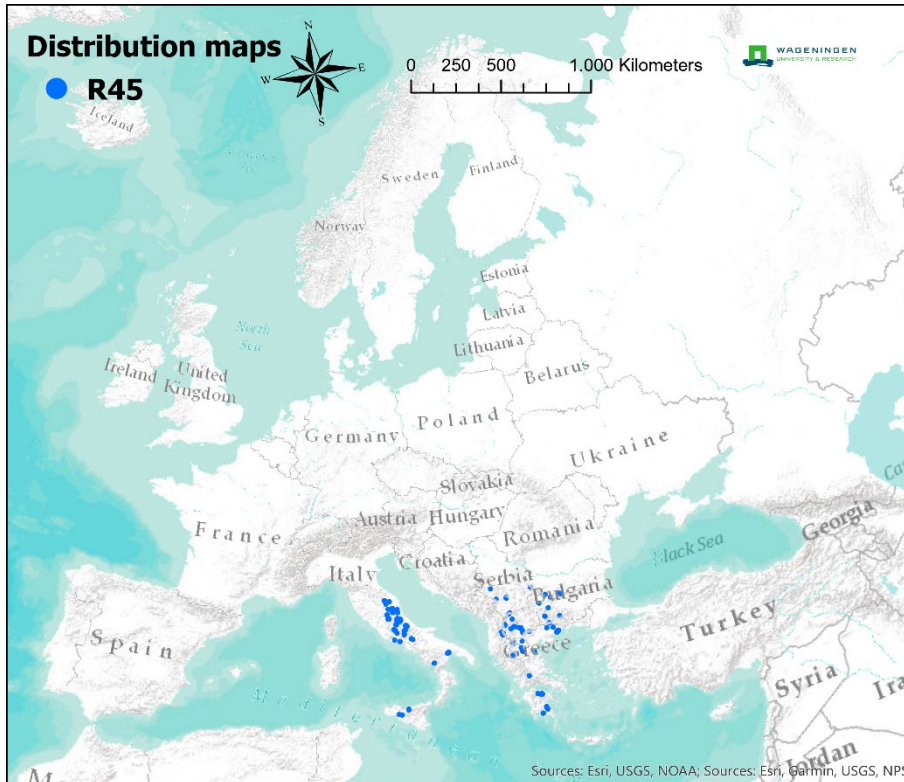 Distribution maps
R45
N
W
E
S
0 250 500 1.000 Kilometers
WAGENINGEN
UNIVERSITY & RESEARCH
Iceland
Sweden
Finland
Norway
Estonia
Latvia
Lithuania
North
Sea
Ireland
United
Kingdom
Belarus
Poland
Germany
Ukraine
Slovakia
Austria
Hungary
France
Romania
Croatia
Italy
Serbia
Bulgaria
Black Sea
Georgia
Spain
Greece
Turkey
Syria
Mediterranean
Jordan
Sources: Esri, USGS, NOAA; Sources: Esri, Garmin, USGS, NPS